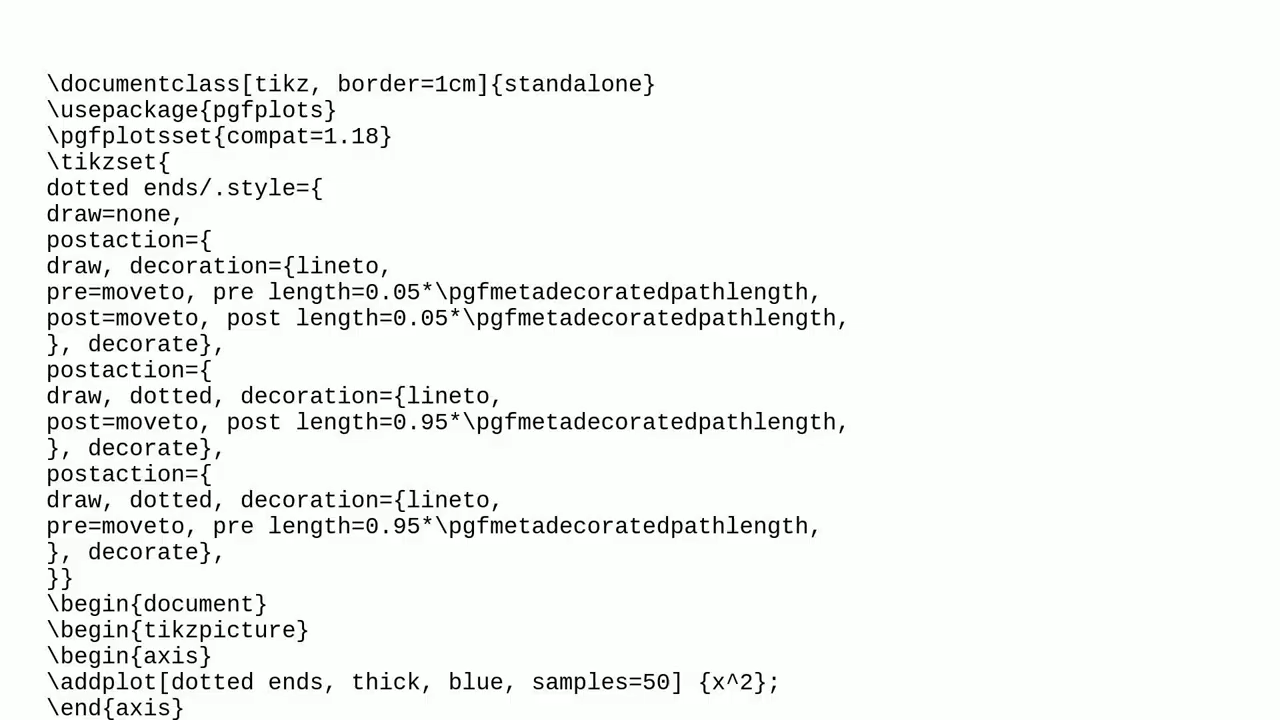 \documentclass[tikz, border=1cm]{standalone}
\usepackage{pgfplots}
\pgfplotsset{compat=1.18}
\tikzset{
dotted ends/.style={
draw=none,
postaction={
draw, decoration={lineto,
pre=moveto, pre length=0.05*\pgfmetadecoratedpathlength,
post=moveto, post length=0.05*\pgfmetadecoratedpathlength,
}, decorate},
postaction={
draw, dotted, decoration={lineto,
post=moveto, post length=0.95*\pgfmetadecoratedpathlength,
}, decorate},
postaction={
draw, dotted, decoration={lineto,
pre=moveto, pre length=0.95*\pgfmetadecoratedpathlength,
}, decorate},
}}
\begin{document}
\begin{tikzpicture}
\begin{axis}
\addplot[dotted ends, thick, blue, samples=50] {x^2};
\end{axis}